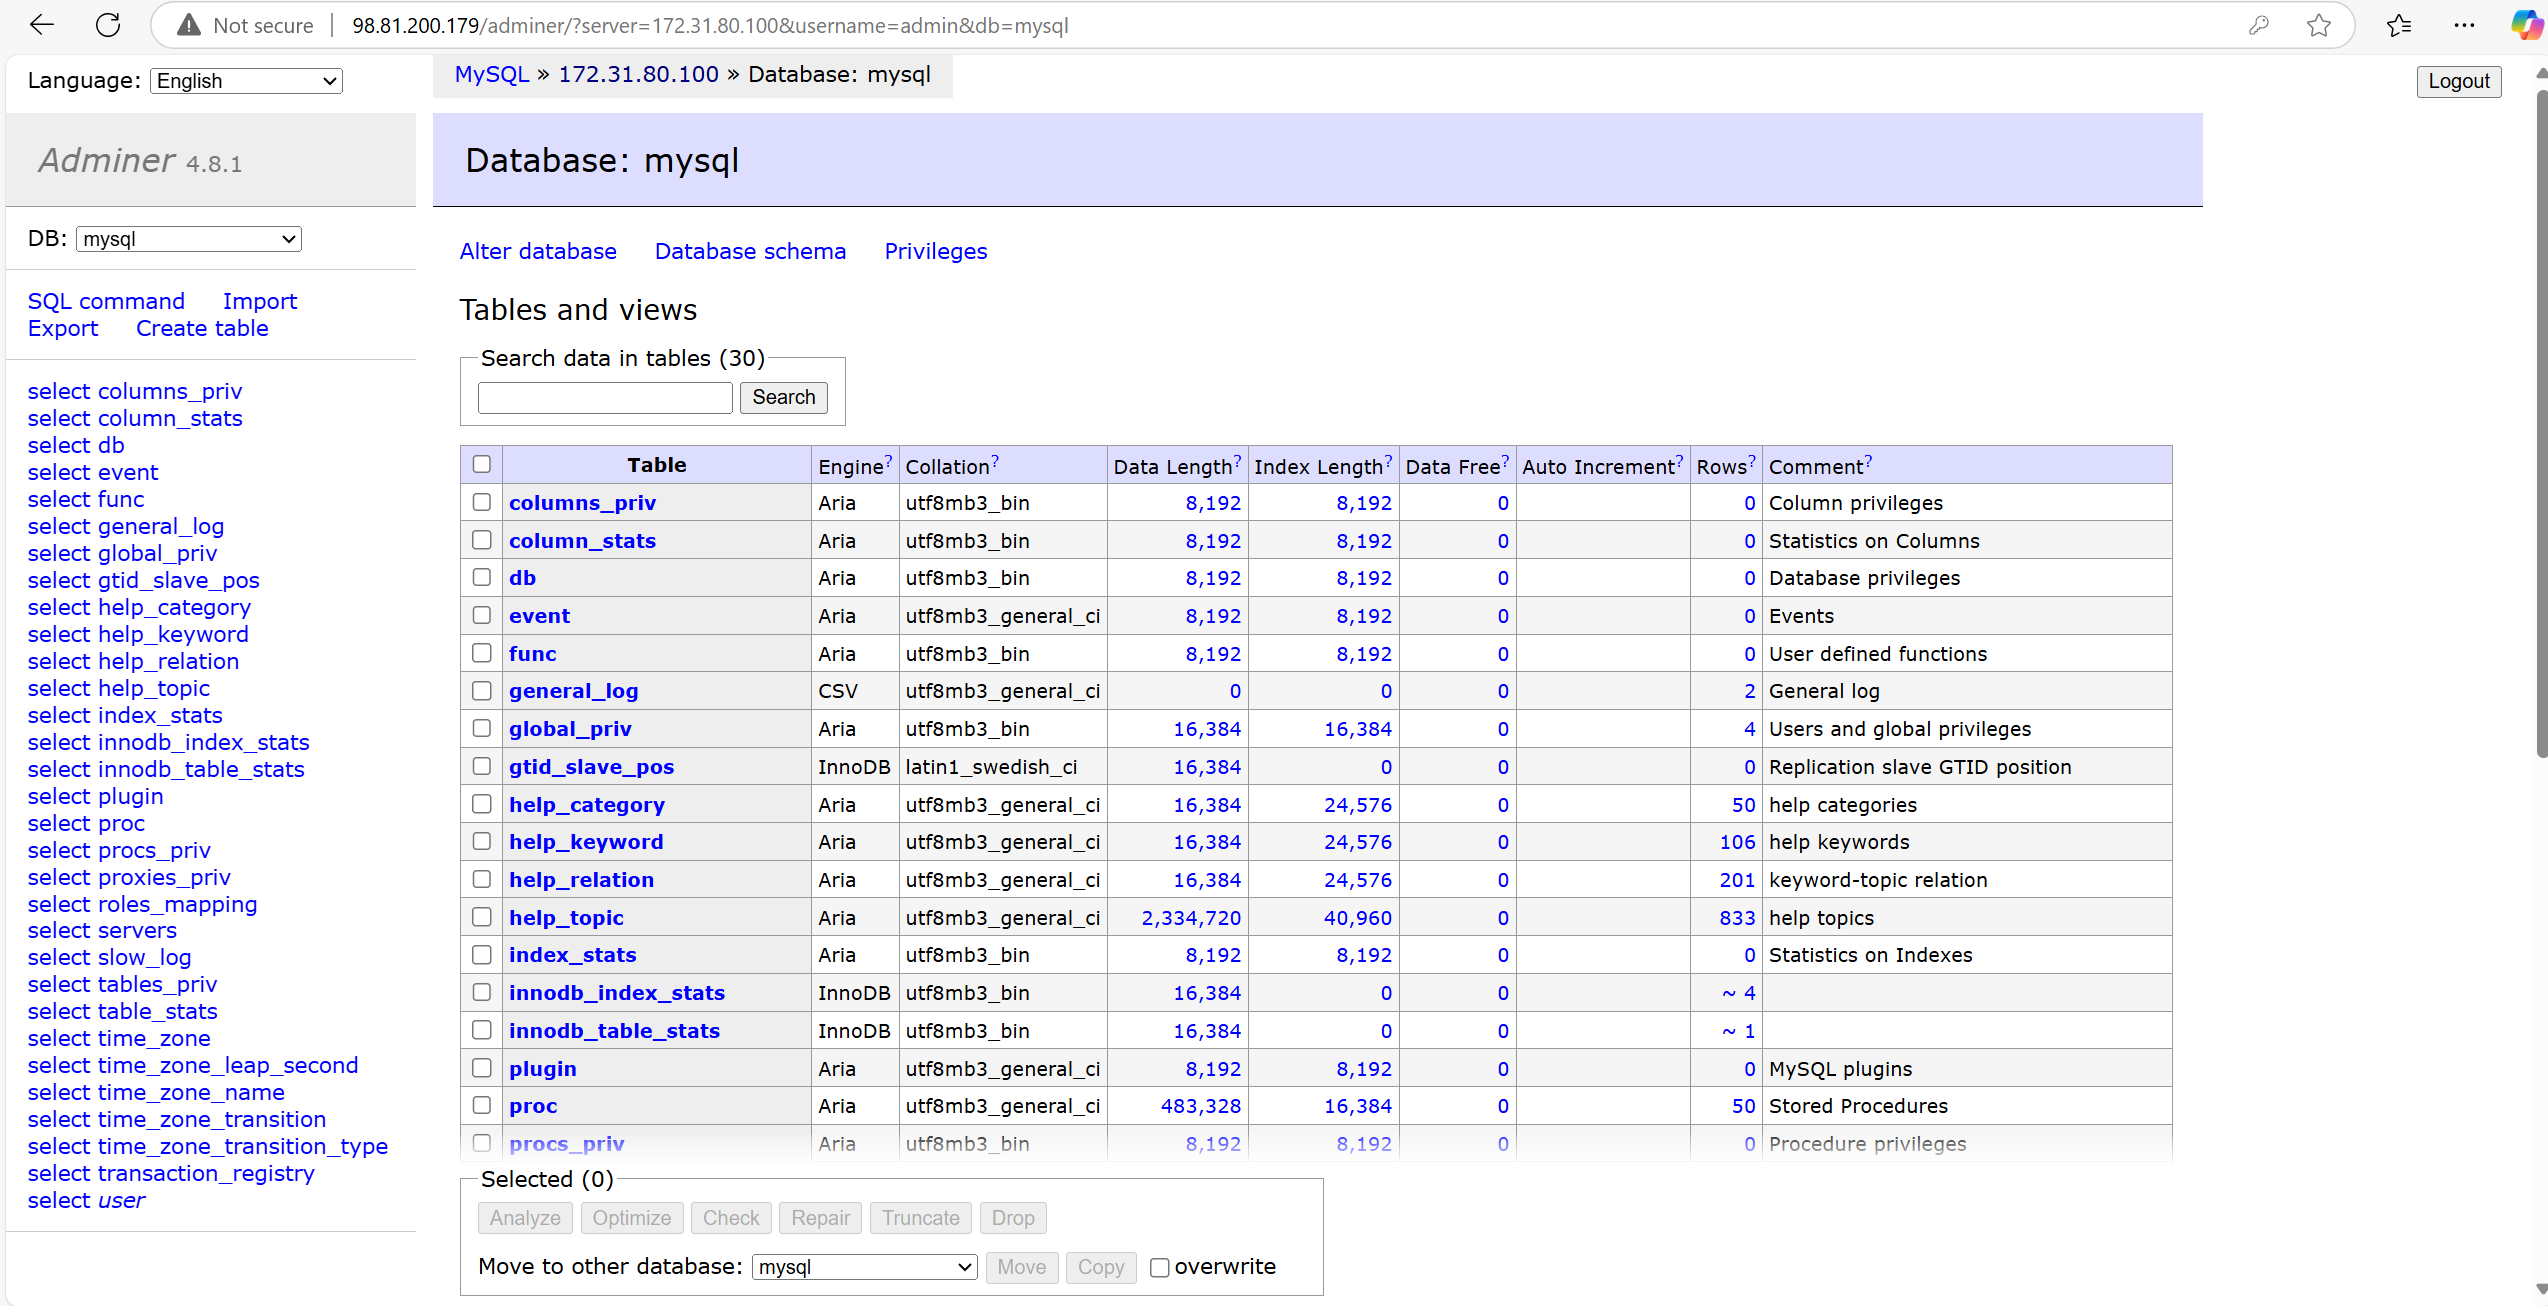 Not secure 98.81.200.179/adminer/?server=172.31.80.100&username=admin&db=mysql
Language: English
MySQL » 172.31.80.100 » Database: mysql
Logout
Adminer 4.8.1
Database: mysql
DB: mysql
Alter database Database schema Privileges
SQL command Import
Export Create table
select columns_priv
select column_stats
select db
select event
select func
select general_log
select global_priv
select gtid_slave_pos
select help_category
select help_keyword
select help_relation
select help_topic
select index_stats
select innodb_index_stats
select innodb_table_stats
select plugin
select proc
select procs_priv
select proxies_priv
select roles_mapping
select servers
select slow_log
select tables_priv
select table_stats
select time_zone
select time_zone_leap_second
select time_zone_name
select time_zone_transition
select time_zone_transition_type
select transaction_registry
select user
Tables and views
Search data in tables (30)
Search
Table Engine? Collation? Data Length? Index Length? Data Free? Auto Increment? Rows? Comment?
columns_priv Aria utf8mb3_bin 8,192 8,192 0 0 Column privileges
column_stats Aria utf8mb3_bin 8,192 8,192 0 0 Statistics on Columns
db Aria utf8mb3_bin 8,192 8,192 0 0 Database privileges
event Aria utf8mb3_general_ci 8,192 8,192 0 0 Events
func Aria utf8mb3_bin 8,192 8,192 0 0 User defined functions
general_log CSV utf8mb3_general_ci 0 0 0 2 General log
global_priv Aria utf8mb3_bin 16,384 16,384 0 4 Users and global privileges
gtid_slave_pos InnoDB latin1_swedish_ci 16,384 0 0 0 Replication slave GTID position
help_category Aria utf8mb3_general_ci 16,384 24,576 0 50 help categories
help_keyword Aria utf8mb3_general_ci 16,384 24,576 0 106 help keywords
help_relation Aria utf8mb3_general_ci 16,384 24,576 0 201 keyword-topic relation
help_topic Aria utf8mb3_general_ci 2,334,720 40,960 0 833 help topics
index_stats Aria utf8mb3_bin 8,192 8,192 0 0 Statistics on Indexes
innodb_index_stats InnoDB utf8mb3_bin 16,384 0 0 ~ 4
innodb_table_stats InnoDB utf8mb3_bin 16,384 0 0 ~ 1
plugin Aria utf8mb3_general_ci 8,192 8,192 0 0 MySQL plugins
proc Aria utf8mb3_general_ci 483,328 16,384 0 50 Stored Procedures
procs_priv Aria utf8mb3_bin 8,192 8,192 0 0 Procedure privileges
Selected (0)
Analyze Optimize Check Repair Truncate Drop
Move to other database: mysql Move Copy overwrite